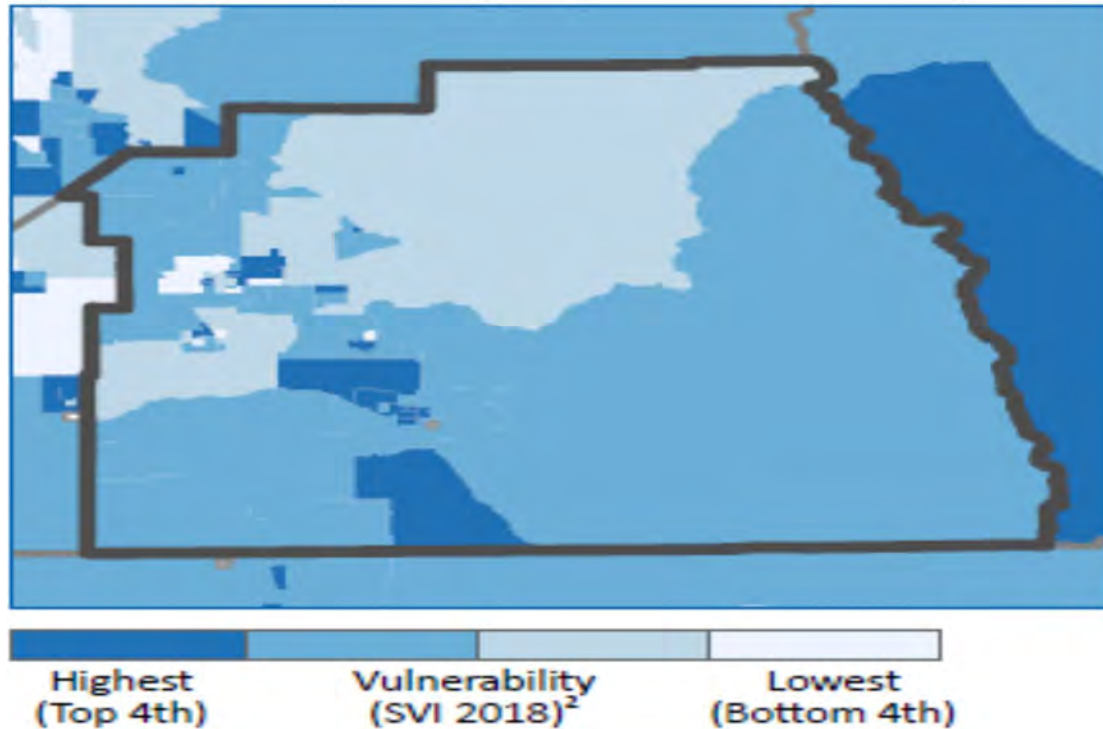 Highest Vulnerability Lowest
(Top 4th) (SVI 2018)² (Bottom 4th)